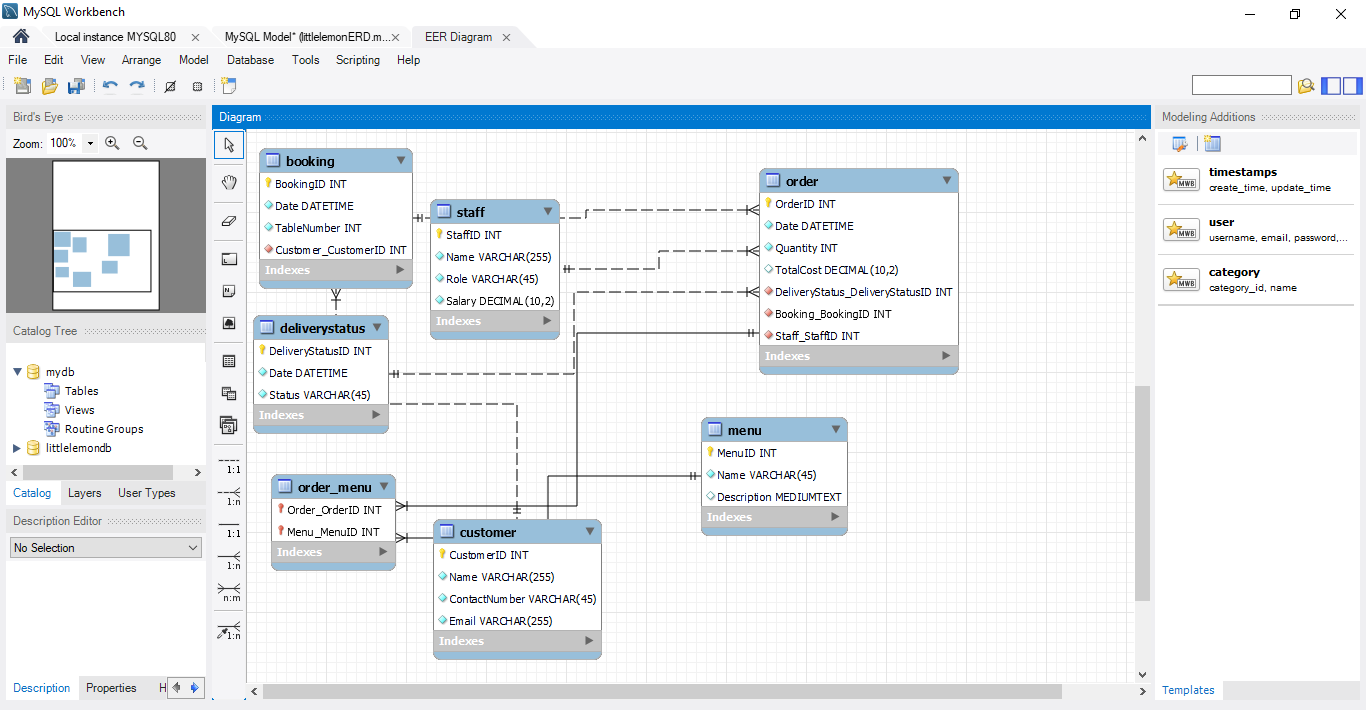 MySQL Workbench
Local instance MYSQL80
MySQL Model* (littlelemonERD.m...
EER Diagram
File Edit View Arrange Model Database Tools Scripting Help
Bird's Eye
Zoom: 100%
Catalog Tree
mydb
Tables
Views
Routine Groups
littlelemondb
Catalog Layers User Types
Description Editor
No Selection
Description Properties H
Diagram
1:1
1:n
1:1
1:n
n:m
1:n
booking
BookingID INT
Date DATETIME
TableNumber INT
Customer_CustomerID INT
Indexes
staff
StaffID INT
Name VARCHAR(255)
Role VARCHAR(45)
Salary DECIMAL(10,2)
Indexes
order
OrderID INT
Date DATETIME
Quantity INT
TotalCost DECIMAL(10,2)
DeliveryStatus_DeliveryStatusID INT
Booking_BookingID INT
Staff_StaffID INT
Indexes
deliverystatus
DeliveryStatusID INT
Date DATETIME
Status VARCHAR(45)
Indexes
menu
MenuID INT
Name VARCHAR(45)
Description MEDIUMTEXT
Indexes
order_menu
Order_OrderID INT
Menu_MenuID INT
Indexes
customer
CustomerID INT
Name VARCHAR(255)
ContactNumber VARCHAR(45)
Email VARCHAR(255)
Indexes
Modeling Additions
MWB
timestamps
create_time, update_time
MWB
user
username, email, password,...
MWB
category
category_id, name
Templates